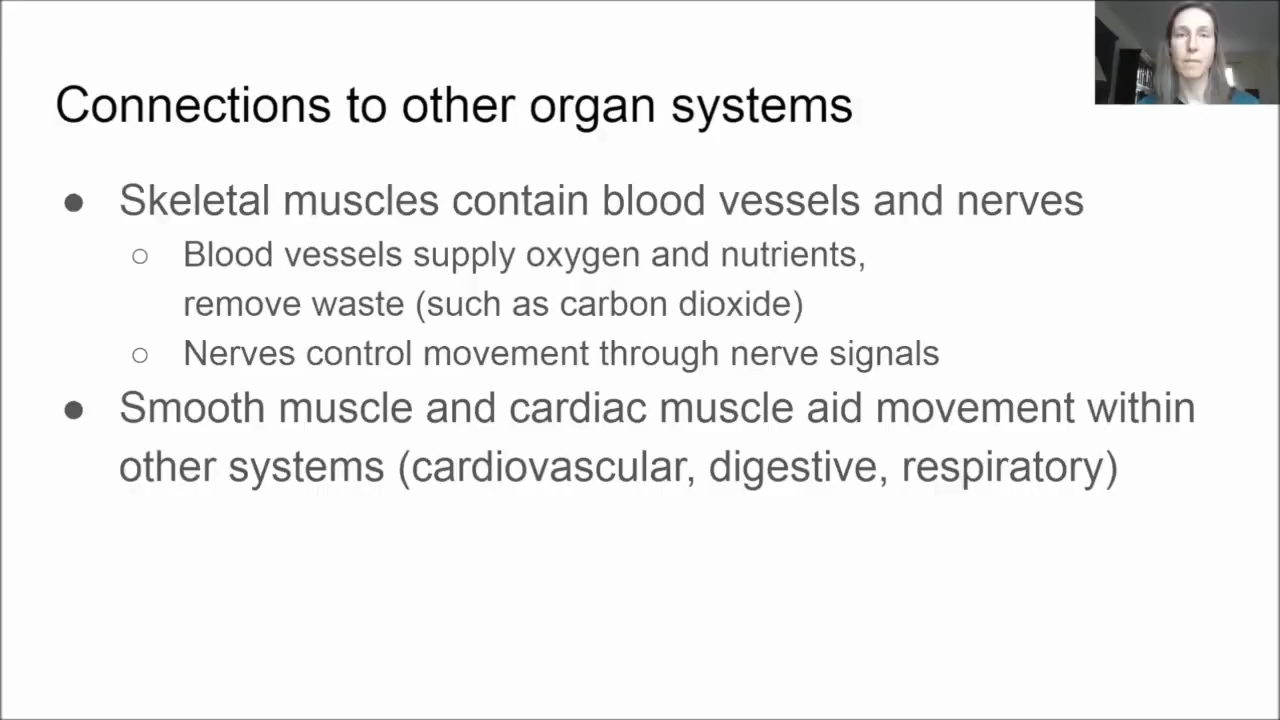 Connections to other organ systems
● Skeletal muscles contain blood vessels and nerves
○ Blood vessels supply oxygen and nutrients,
remove waste (such as carbon dioxide)
○ Nerves control movement through nerve signals
● Smooth muscle and cardiac muscle aid movement within
other systems (cardiovascular, digestive, respiratory)